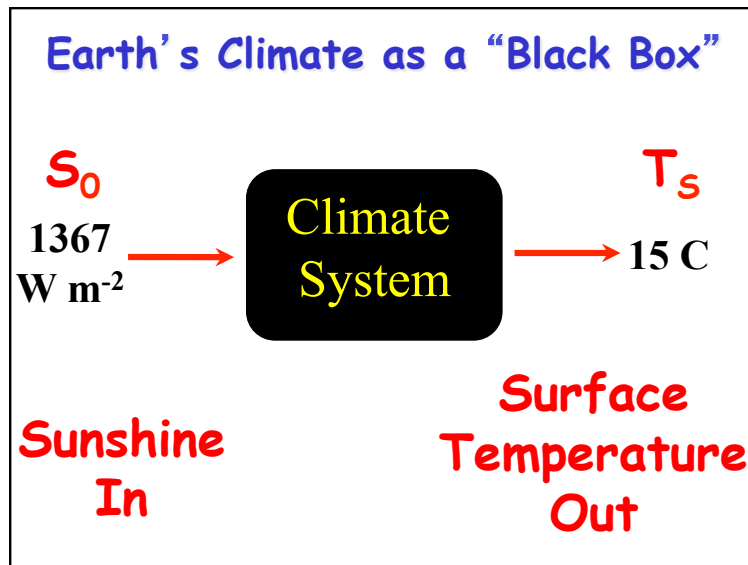 Earth's Climate as a “Black Box”
S₀
1367
W m⁻²
Climate
System
Tₛ
15 C
Sunshine
In
Surface
Temperature
Out